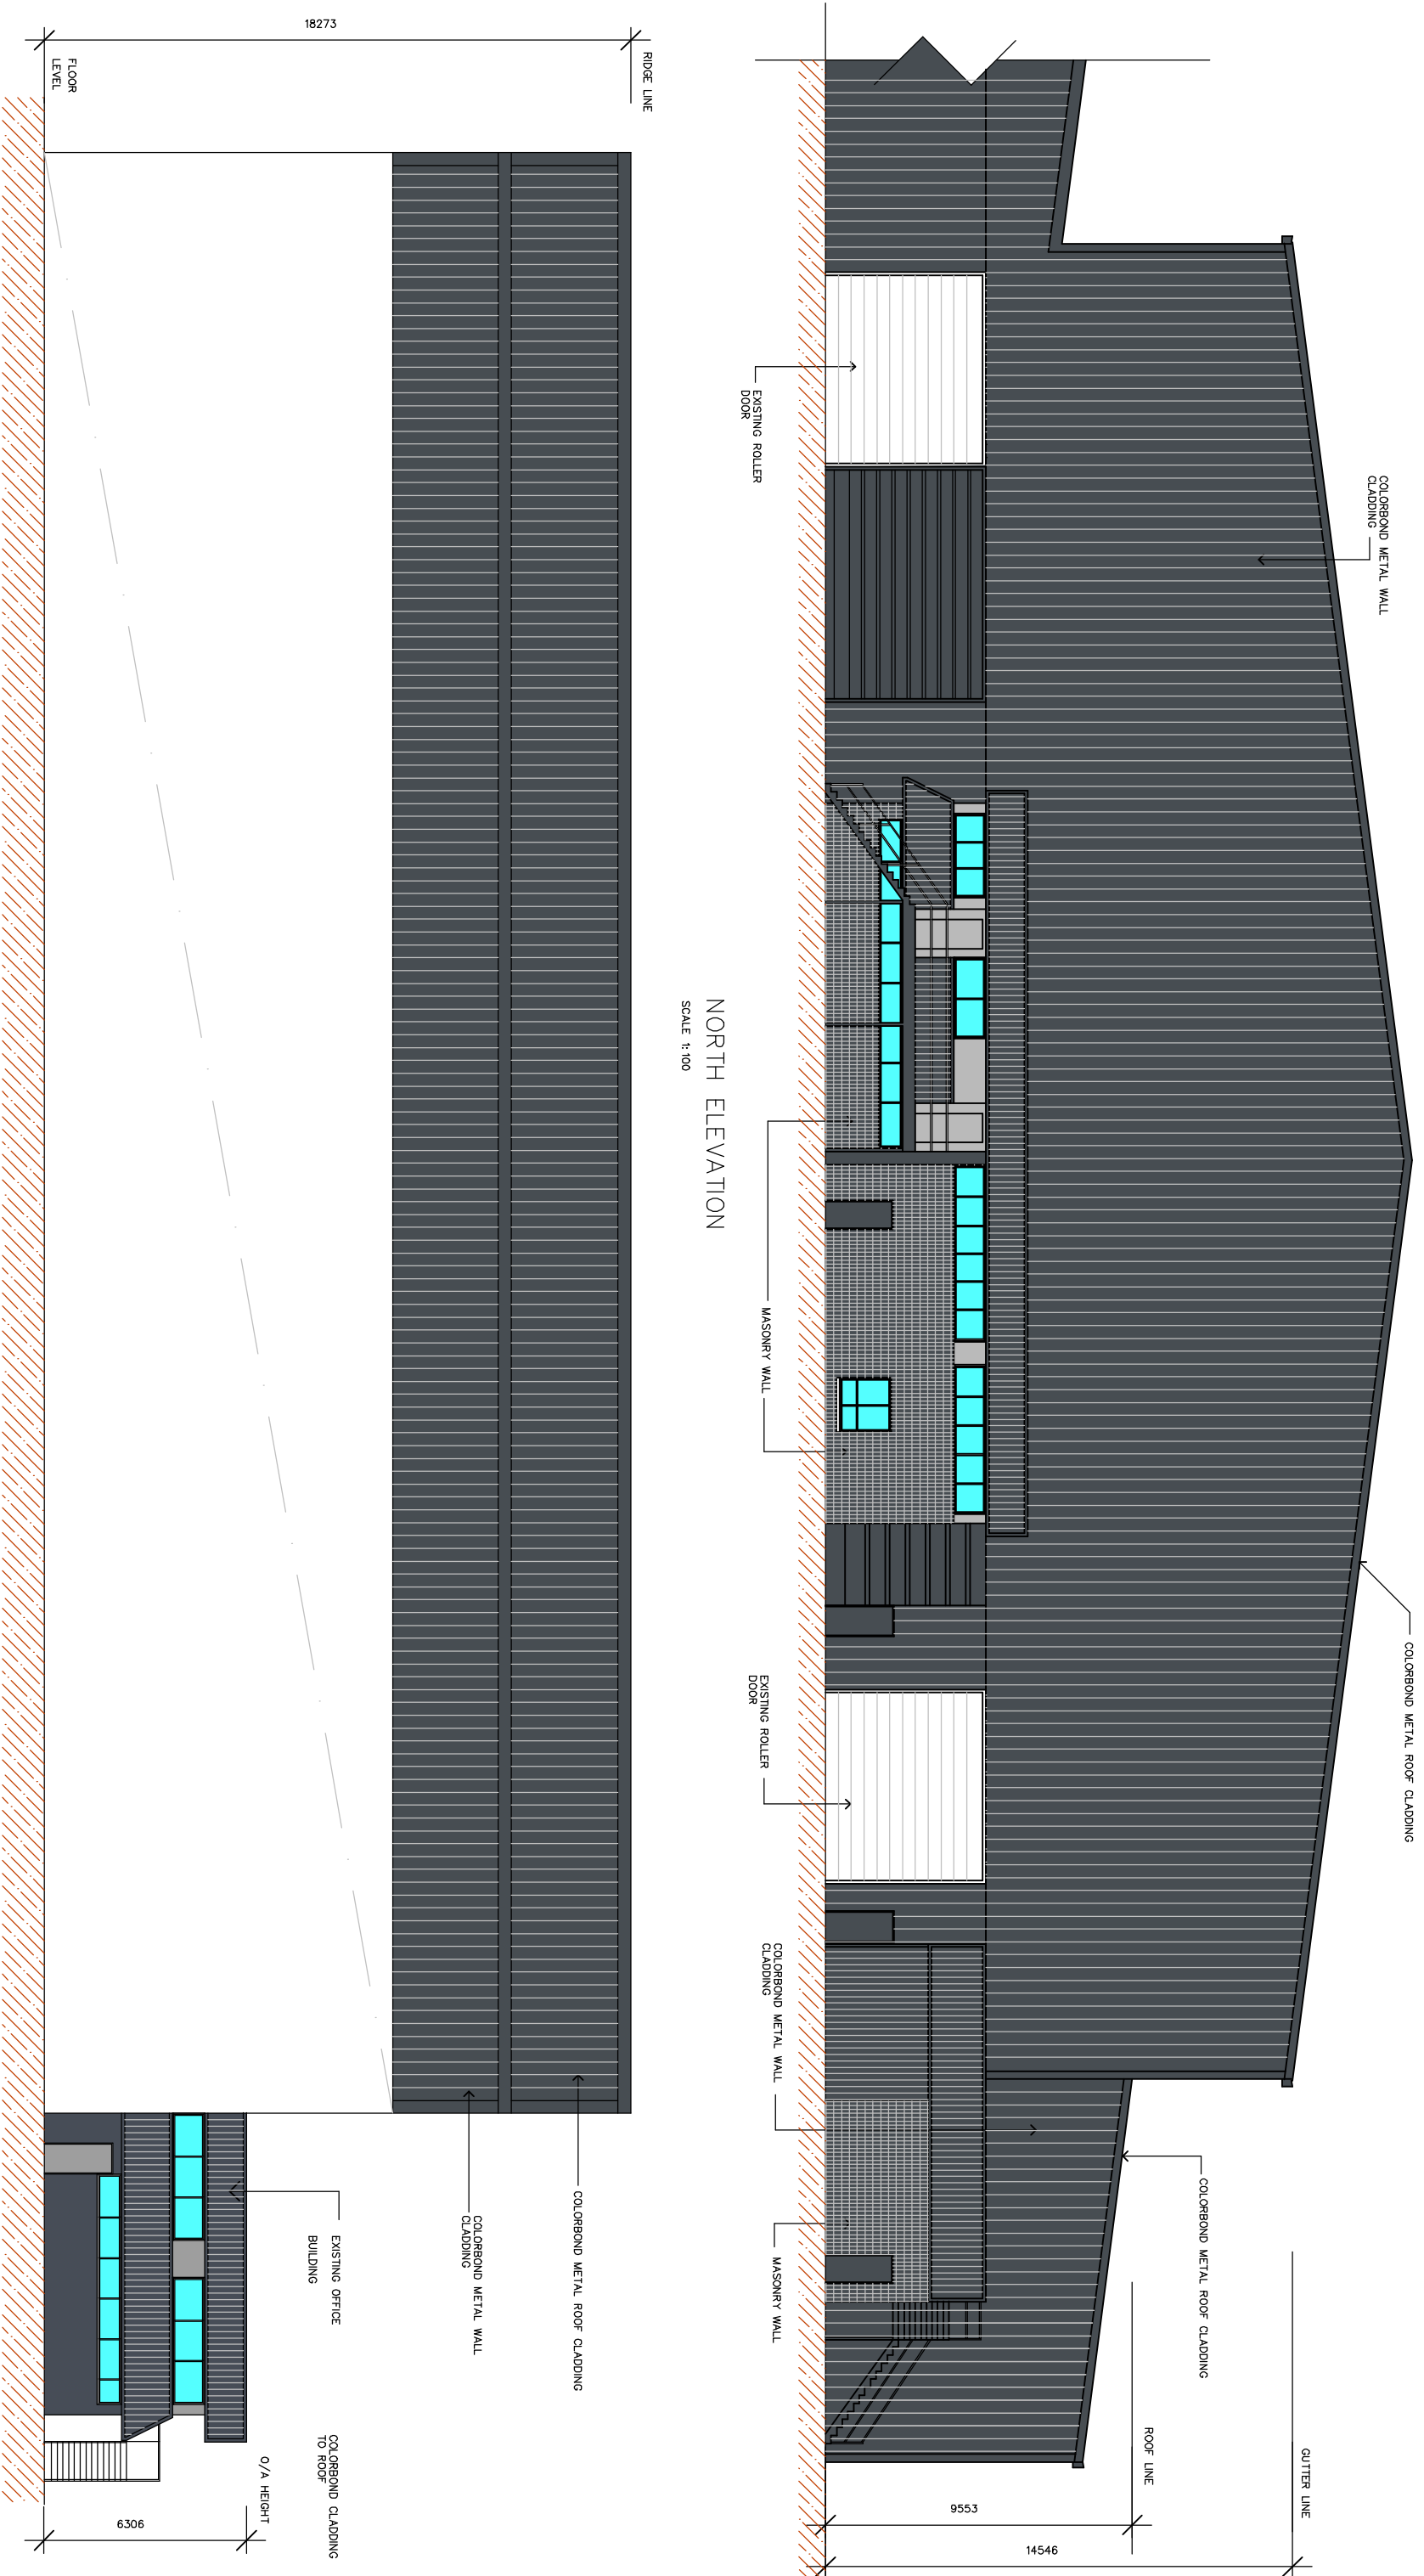 COLORBOND METAL WALL
CLADDING
COLORBOND METAL ROOF CLADDING
GUTTER LINE
ROOF LINE
COLORBOND METAL ROOF CLADDING
9553
14546
EXISTING ROLLER
DOOR
MASONRY WALL
EXISTING ROLLER
DOOR
COLORBOND METAL WALL
CLADDING
MASONRY WALL
NORTH ELEVATION
SCALE 1:100
RIDGE LINE
18273
FLOOR
LEVEL
COLORBOND METAL ROOF CLADDING
COLORBOND METAL WALL
CLADDING
EXISTING OFFICE
BUILDING
COLORBOND CLADDING
TO ROOF
O/A HEIGHT
6306